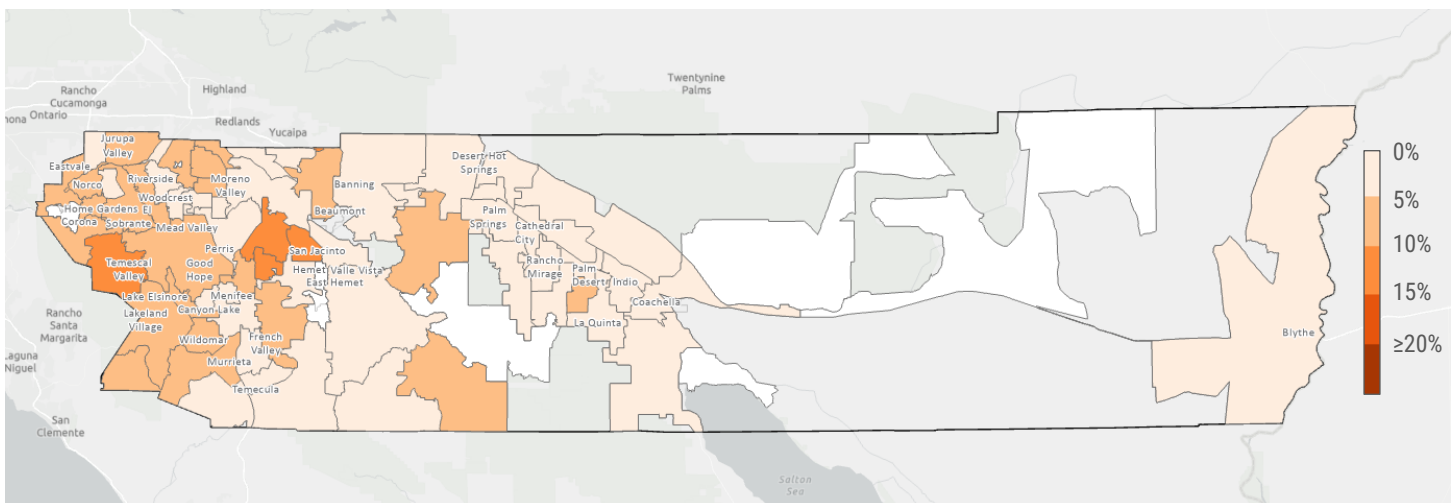 Twentynine
Palms
Rancho
Cucamonga
Highland
Ontario
ona
Redlands
Yucaipa
Jurupa
Valley
Eastvale
Norco
Riverside
Moreno
Valley
Woodcrest
Home Gardens
El
Corona
Sobrante
Mead Valley
Banning
Beaumont
Desert Hot
Springs
Palm
Springs
Cathedral
City
Rancho
Mirage
Palm
Desert
Indio
Coachella
La Quinta
Perris
San Jacinto
Temescal
Valley
Good
Hope
Hemet
Valle Vista
East Hemet
Lake Elsinore
Menifee
Canyon Lake
Lakeland
Village
Wildomar
French
Valley
Murrieta
Temecula
Rancho
Santa
Margarita
Laguna
Niguel
San
Clemente
Salton
Sea
Blythe
0%
5%
10%
15%
≥20%